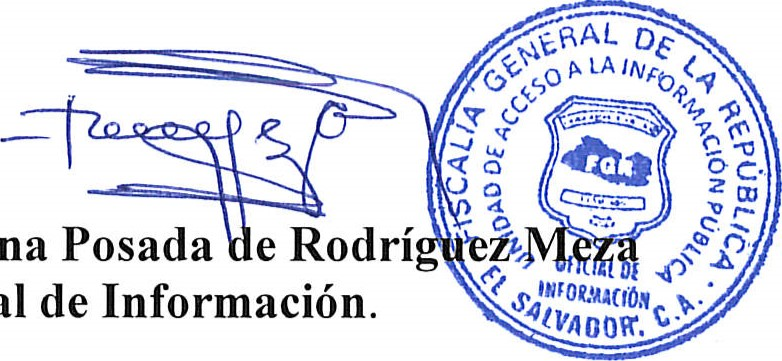 FISCALIA GENERAL DE LA REPÚBLICA
UNIDAD DE ACCESO A LA INFORMACIÓN PÚBLICA
FGR
OFICIAL DE
INFORMACIÓN
EL SALVADOR. C.A.
na Posada de Rodríguez Meza
al de Información.